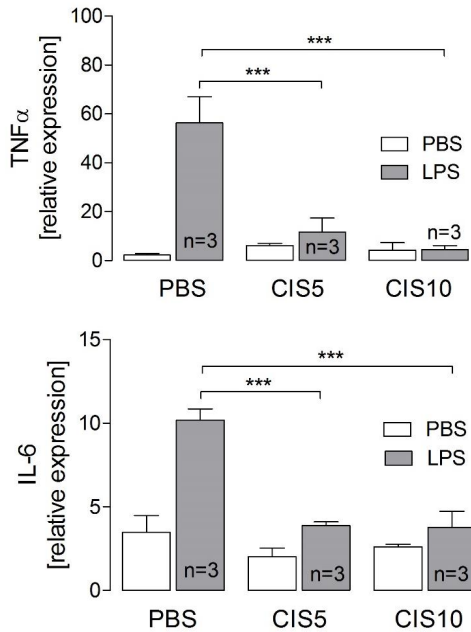 TNFα
[relative expression]
100
80
60
40
20
0
***
***
PBS
LPS
n=3
n=3
n=3
PBS
CIS5
CIS10
IL-6
[relative expression]
15
10
5
0
***
***
PBS
LPS
n=3
n=3
n=3
PBS
CIS5
CIS10